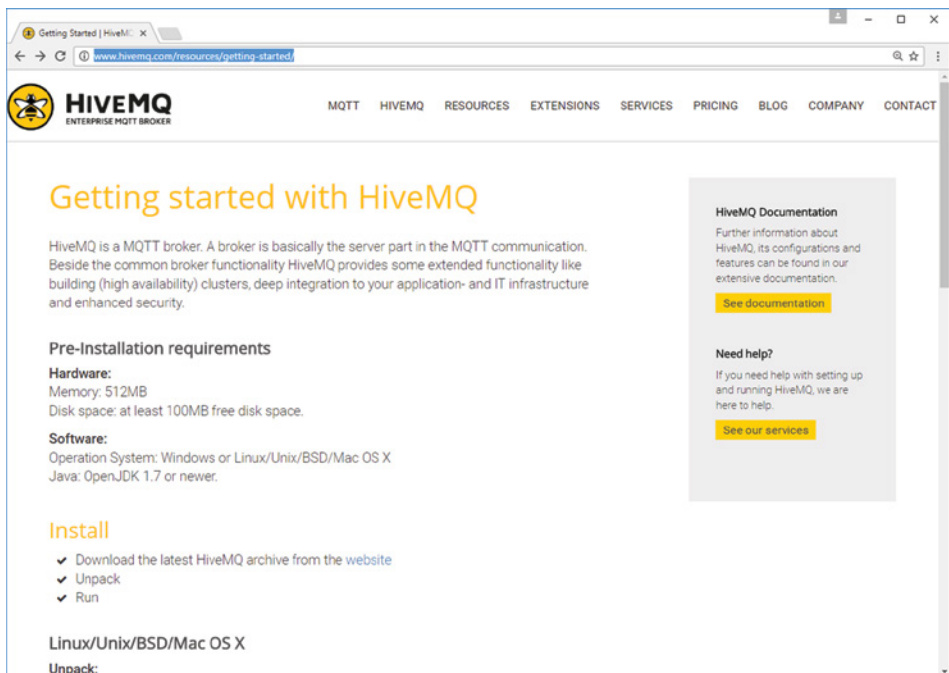 Getting Started | HiveM
www.hivemq.com/resources/getting-started/
HIVEMQ
ENTERPRISE MQTT BROKER
MQTT HIVEMQ RESOURCES EXTENSIONS SERVICES PRICING BLOG COMPANY CONTACT
Getting started with HiveMQ
HiveMQ is a MQTT broker. A broker is basically the server part in the MQTT communication.
Beside the common broker functionality HiveMQ provides some extended functionality like
building (high availability) clusters, deep integration to your application- and IT infrastructure
and enhanced security.
Pre-Installation requirements
Hardware:
Memory: 512MB
Disk space: at least 100MB free disk space.
Software:
Operation System: Windows or Linux/Unix/BSD/Mac OS X
Java: OpenJDK 1.7 or newer.
Install
Download the latest HiveMQ archive from the website
Unpack
Run
Linux/Unix/BSD/Mac OS X
Unpack:
HiveMQ Documentation
Further information about
HiveMQ, its configurations and
features can be found in our
extensive documentation.
See documentation
Need help?
If you need help with setting up
and running HiveMQ, we are
here to help.
See our services